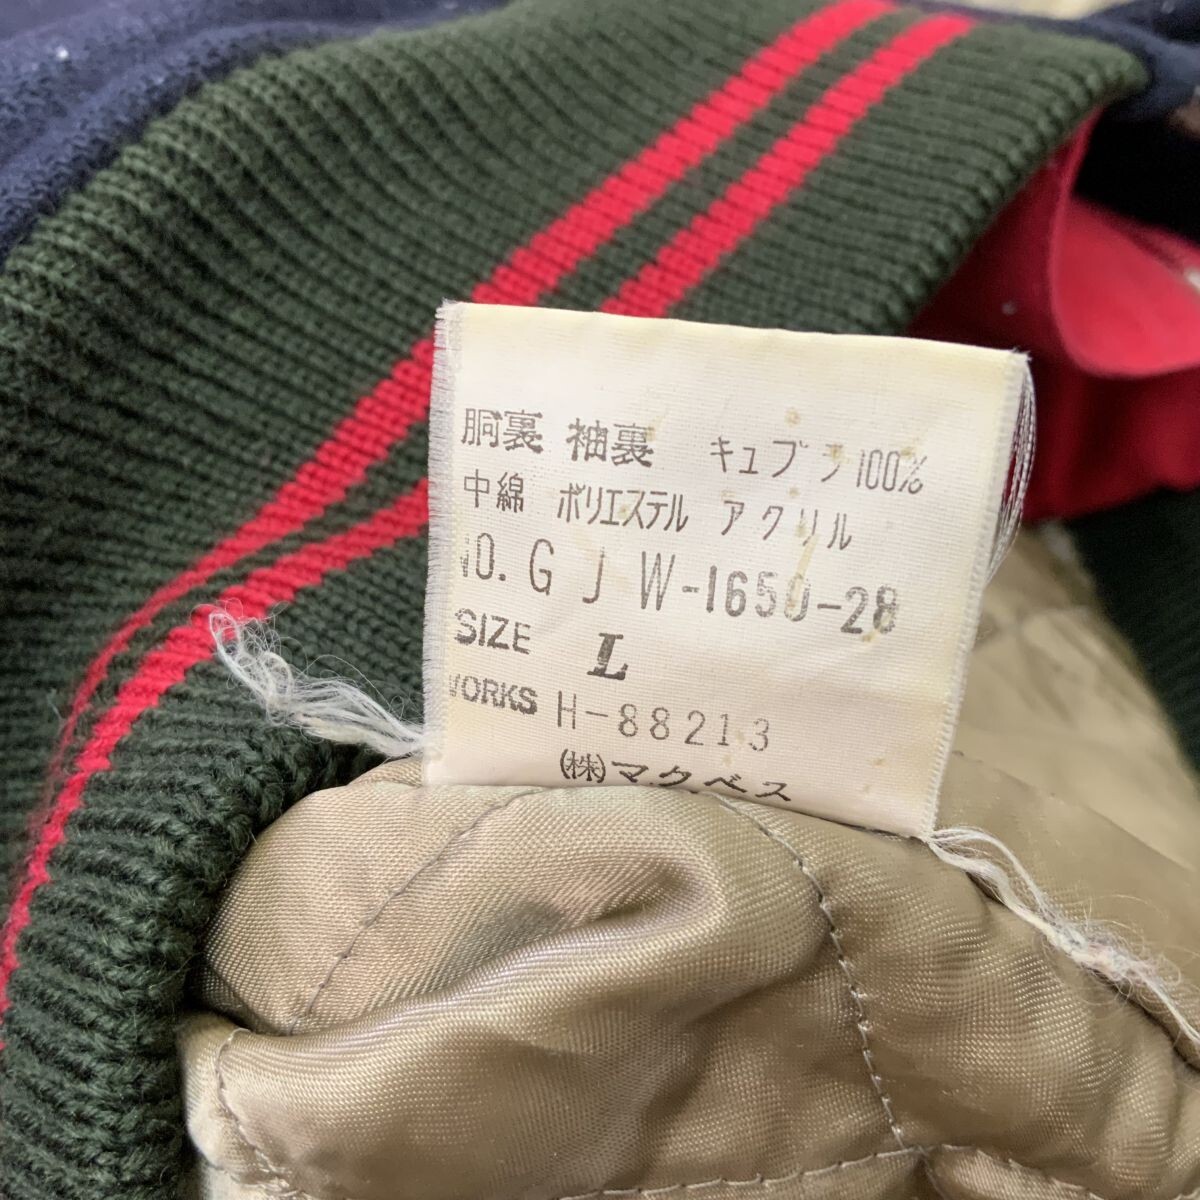 胴裏 袖裏 キュプラ100%
中綿 ポリエステル アクリル
NO. G J W-1650-28
SIZE L
WORKS H-88213
(株)マクベス